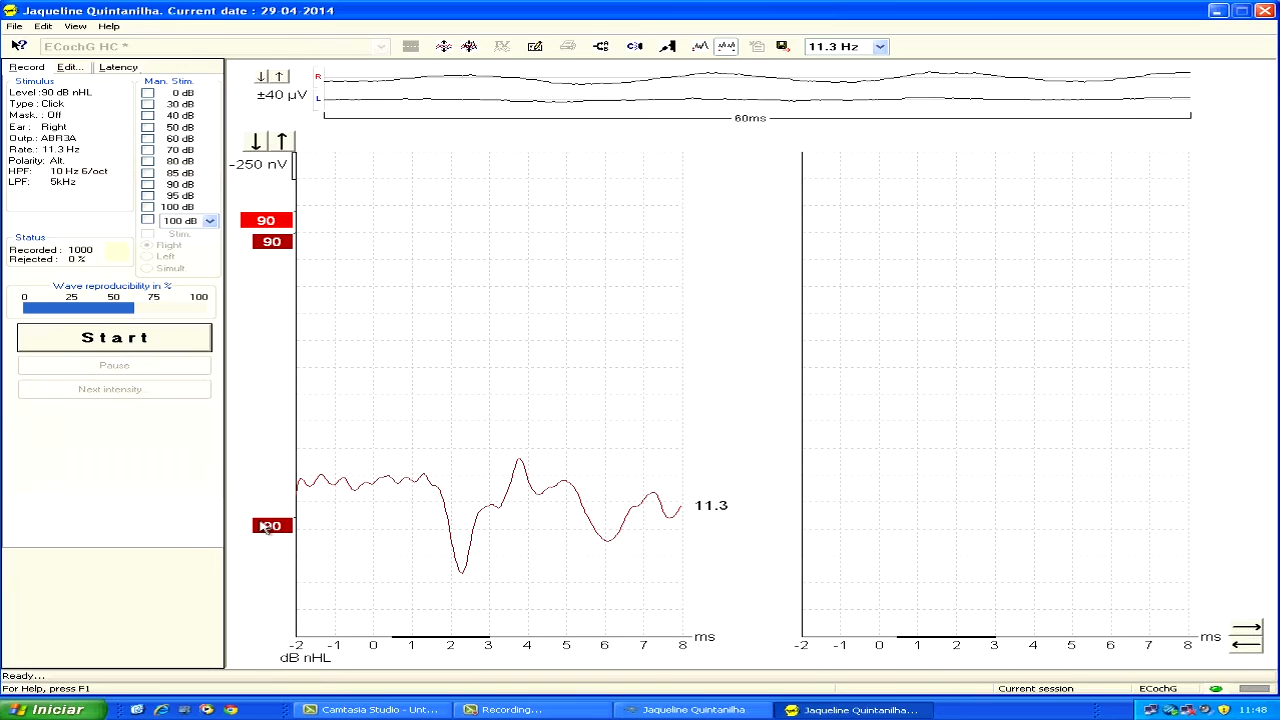 Jaqueline Quintanilha. Current date : 29-04-2014
File Edit View Help
ECochG HC *
11.3 Hz
Record Edit... Latency
Stimulus
Level:90 dB nHL
Type : Click
Mask. : Off
Ear : Right
Outp.: ABR3A
Rate.: 11.3 Hz
Polarity: Alt.
HPF: 10 Hz 6/oct
LPF: 5kHz
Man. Stim.
0 dB
30 dB
40 dB
50 dB
60 dB
70 dB
80 dB
85 dB
90 dB
95 dB
100 dB
100 dB
Stim.
Right
Left
Simult
Status
Recorded : 1000
Rejected : 0 %
Wave reproducibility in %
0 25 50 75 100
Start
Pause
Next intensity
±40 µV
R
L
60ms
-250 nV
90
90
90
11.3
-2 -1 0 1 2 3 4 5 6 7 8 ms
dB nHL
-2 -1 0 1 2 3 4 5 6 7 8 ms
Ready...
For Help, press F1
Current session
ECochG
Iniciar
Camtasia Studio - Unt...
Recording...
Jaqueline Quintanilha
Jaqueline Quintanilha...
11:48